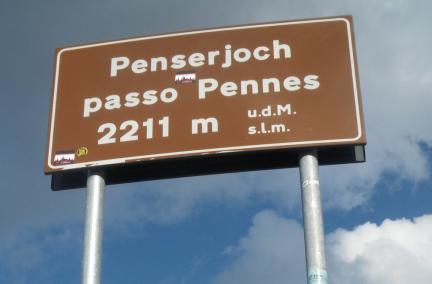 Penserjoch
passo Pennes
2211 m u.d.M.
s.l.m.